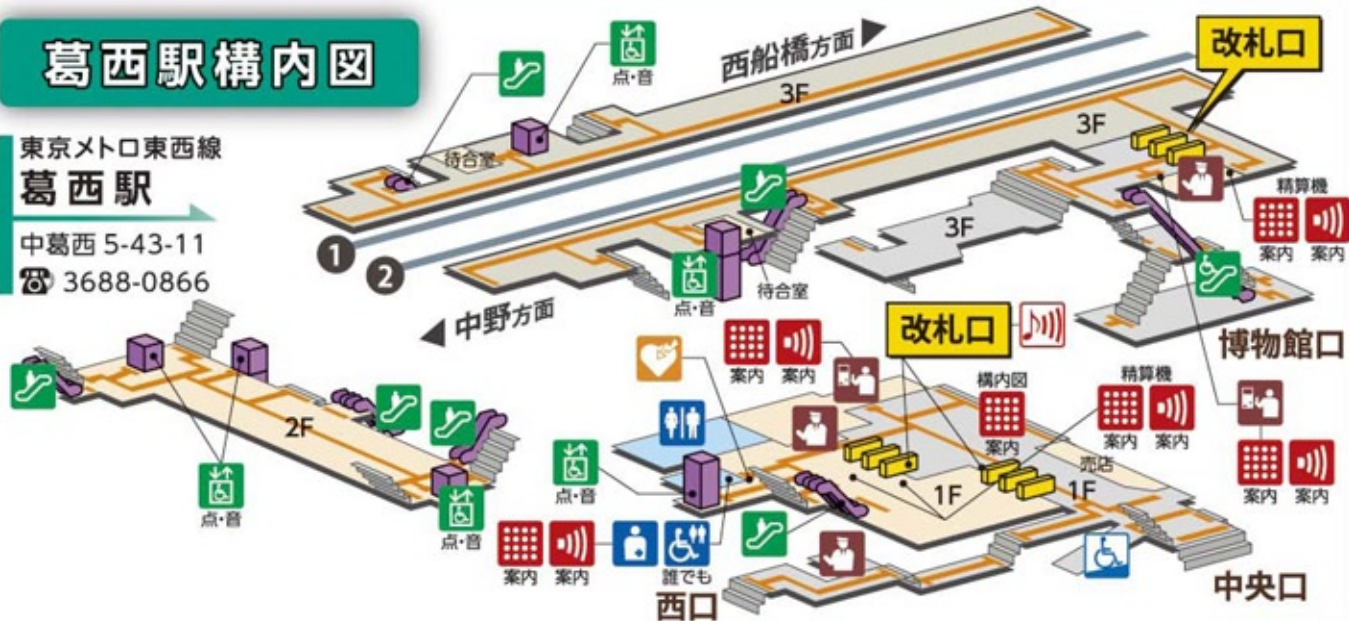 葛西駅構内図
東京メトロ東西線
葛西駅
中葛西 5-43-11
☎ 3688-0866
点・音
待合室
西船橋方面
3F
改札口
3F
精算機
案内 案内
3F
1
2
点・音
待合室
中野方面
博物館口
2F
点・音
点・音
案内 案内
改札口
構内図
案内
精算機
案内 案内
案内 案内
点・音
売店
1F
1F
案内 案内
誰でも
西口
中央口